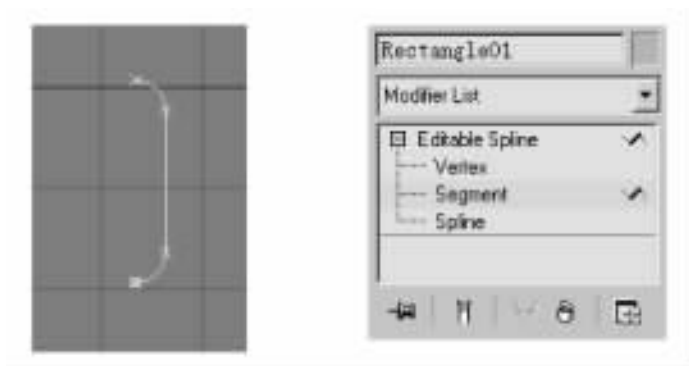 Rectangle01
Modifier List
Editable Spline
Vertex
Segment
Spline